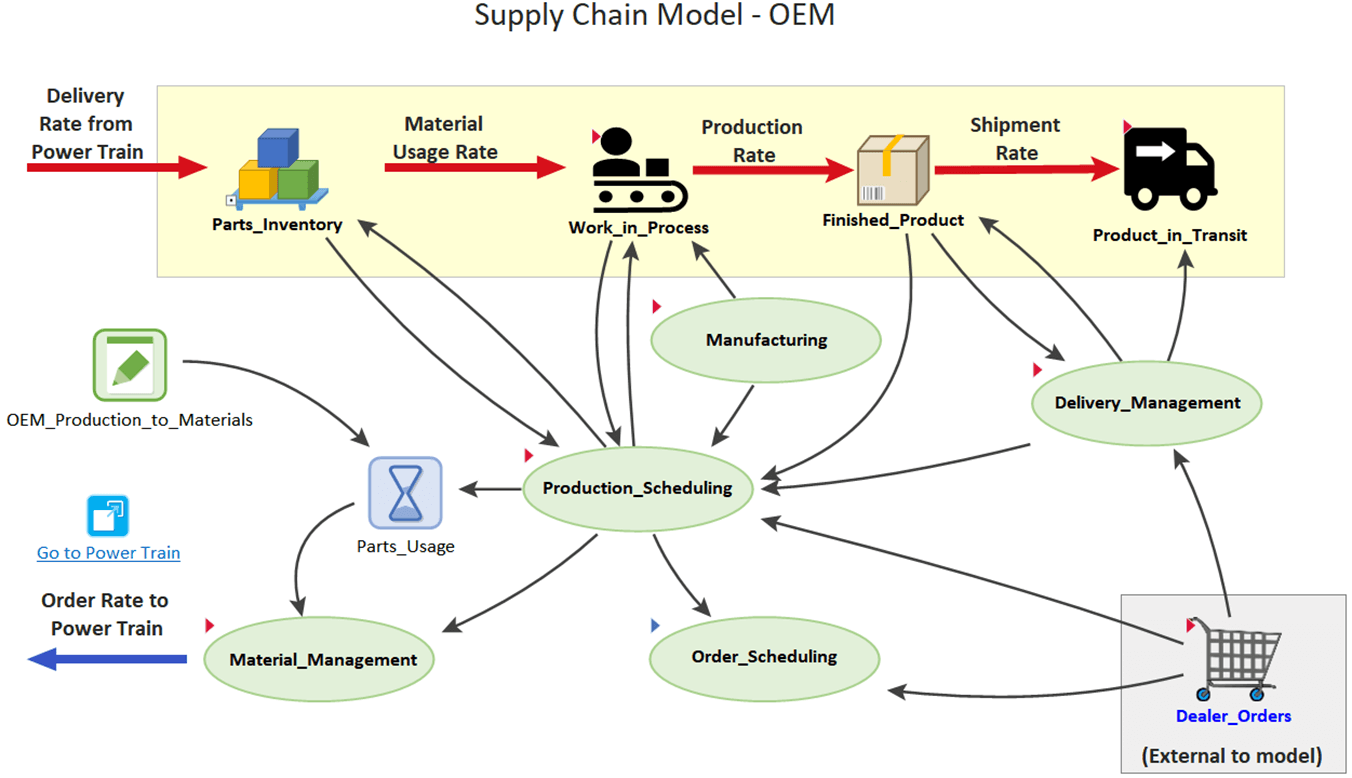 Supply Chain Model - OEM
Delivery
Rate from
Power Train
Material
Usage Rate
Production
Rate
Shipment
Rate
Parts_Inventory
Work_in_Process
Finished_Product
Product_in_Transit
Manufacturing
OEM_Production_to_Materials
Delivery_Management
Production_Scheduling
Parts_Usage
Go to Power Train
Order Rate to
Power Train
Material_Management
Order_Scheduling
Dealer_Orders
(External to model)